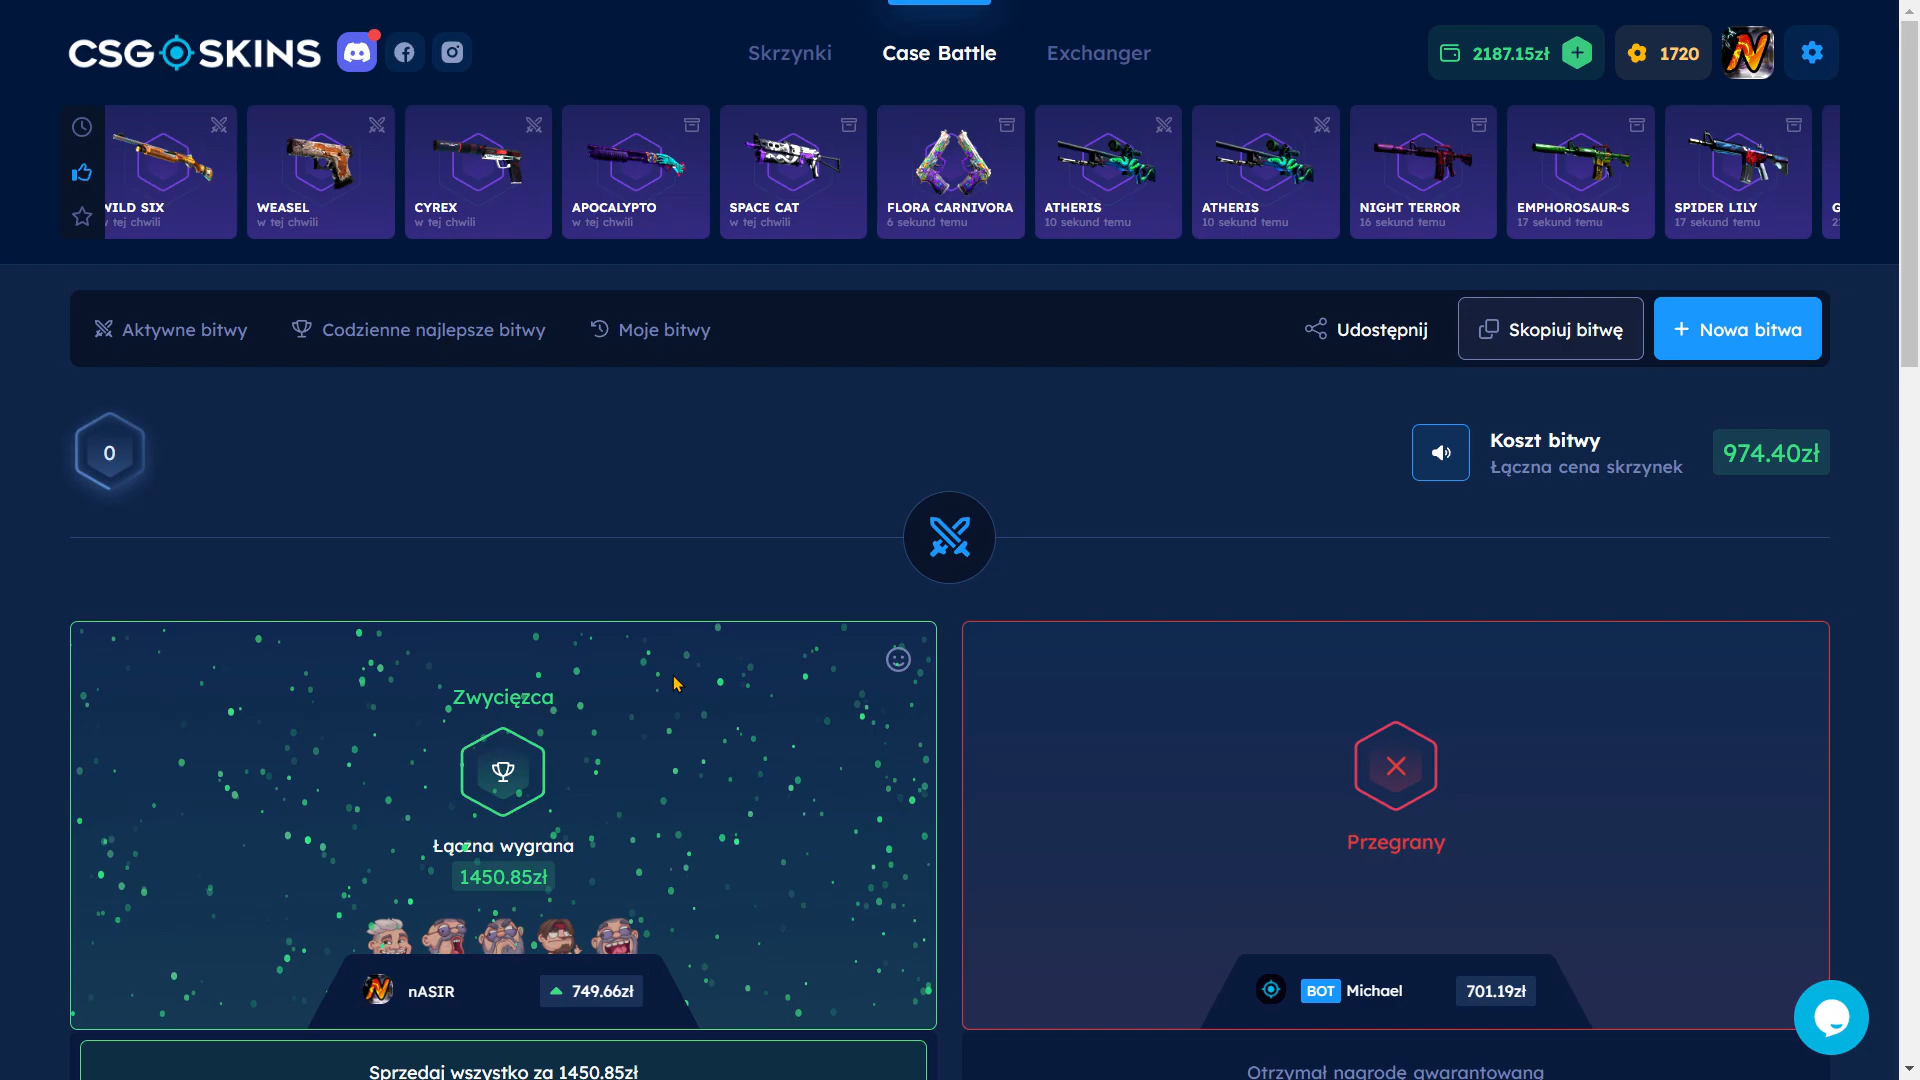 CSGOSKINS
Skrzynki
Case Battle
Exchanger
2187.15zł
1720
WILD SIX
w tej chwili
WEASEL
w tej chwili
CYREX
w tej chwili
APOCALYPTO
w tej chwili
SPACE CAT
w tej chwili
FLORA CARNIVORA
6 sekund temu
ATHERIS
10 sekund temu
ATHERIS
10 sekund temu
NIGHT TERROR
16 sekund temu
EMPHOROSAUR-S
17 sekund temu
SPIDER LILY
17 sekund temu
Aktywne bitwy
Codzienne najlepsze bitwy
Moje bitwy
Udostępnij
Skopiuj bitwę
Nowa bitwa
0
Koszt bitwy
Łączna cena skrzynek
974.40zł
Zwycięzca
Łączna wygrana
1450.85zł
nASIR
749.66zł
Przegrany
BOT Michael
701.19zł
Sprzedaj wszystko za 1450.85zł
Otrzymał nagrodę gwarantowaną